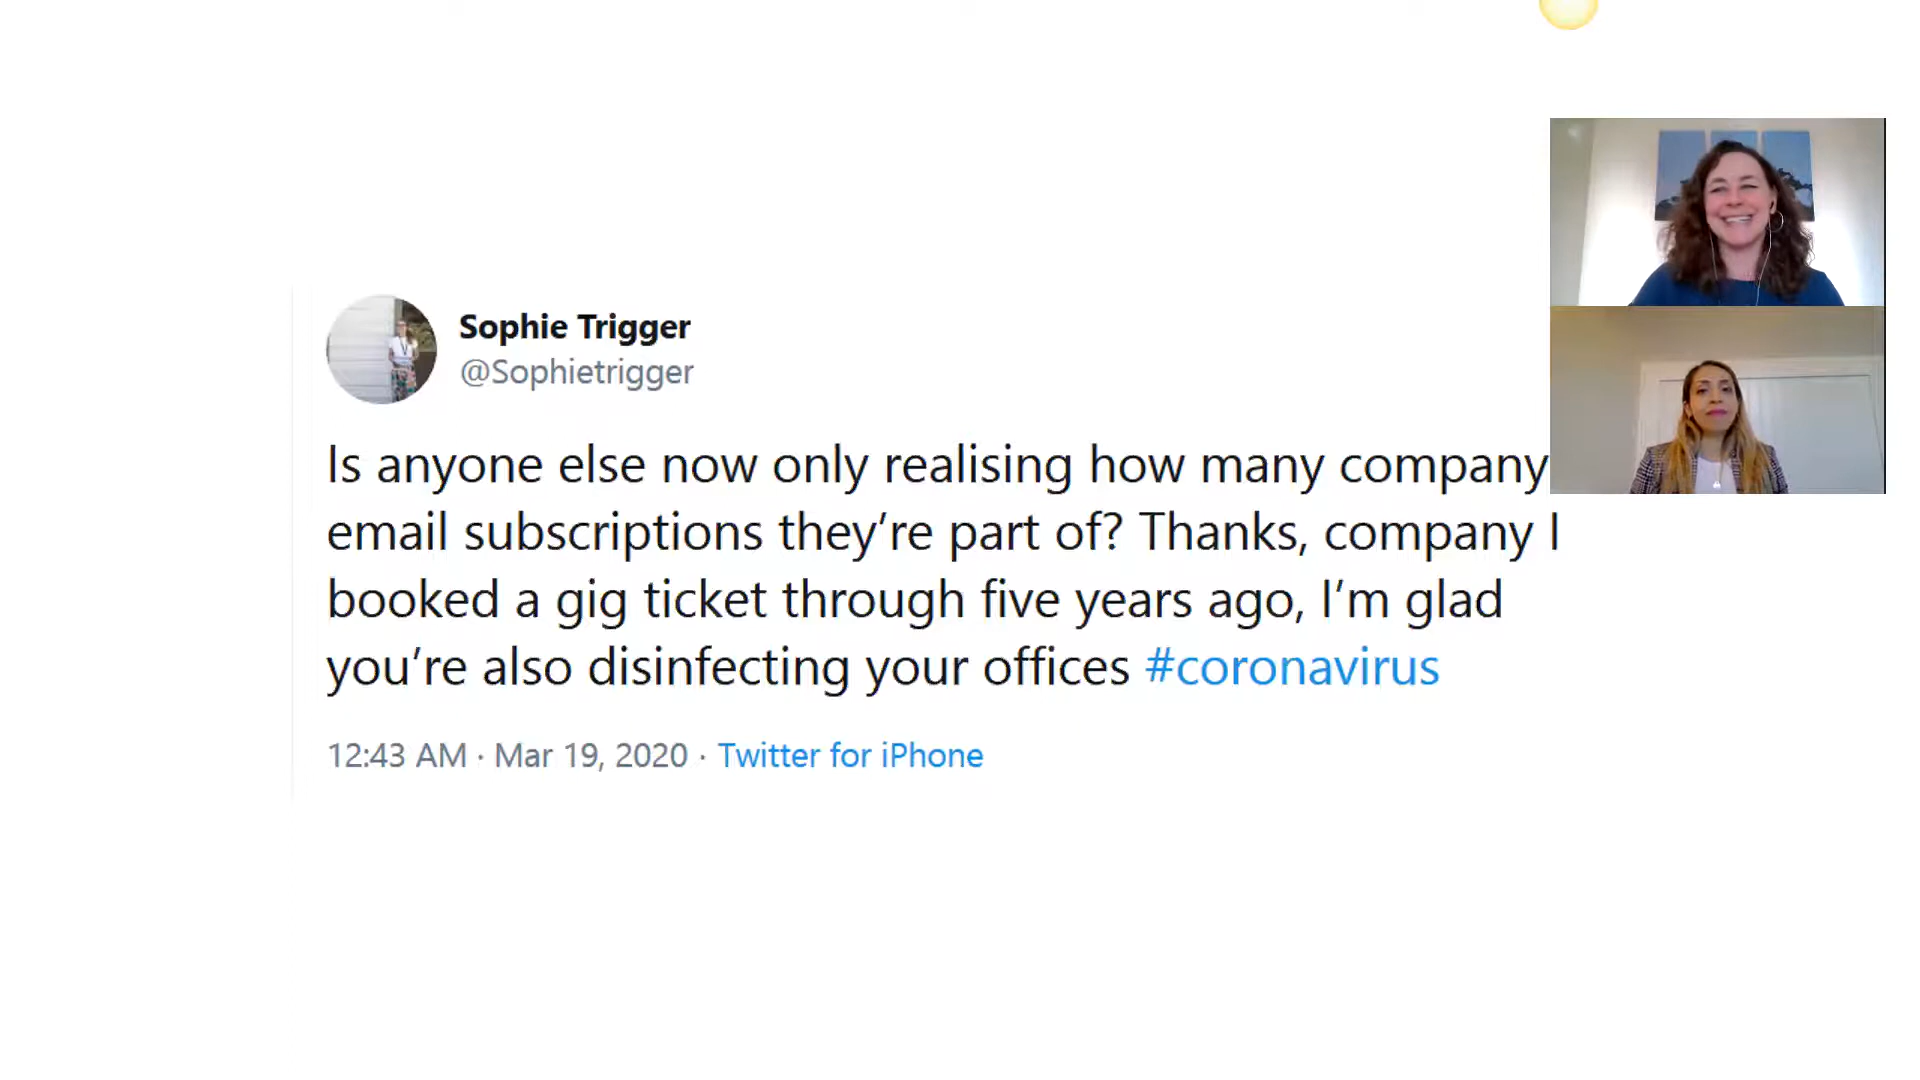 Sophie Trigger
@Sophietrigger
Is anyone else now only realising how many company
email subscriptions they’re part of? Thanks, company I
booked a gig ticket through five years ago, I’m glad
you’re also disinfecting your offices #coronavirus
12:43 AM · Mar 19, 2020 · Twitter for iPhone